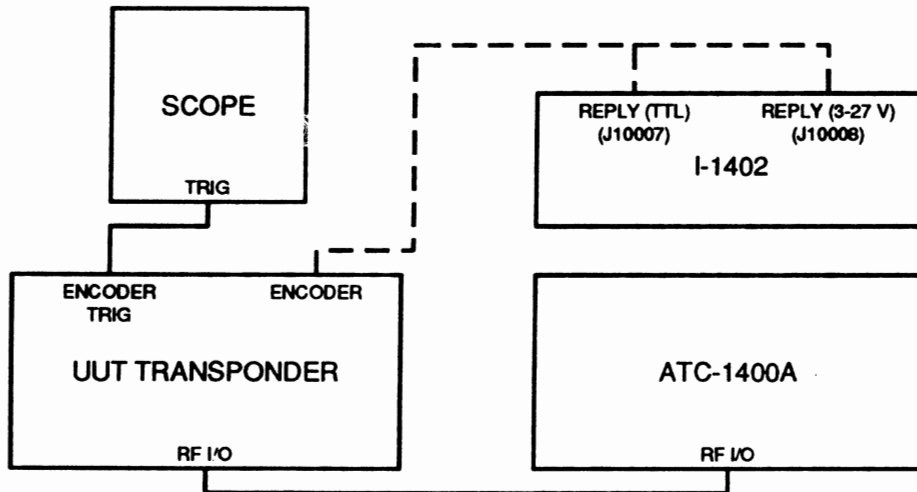 SCOPE
TRIG
REPLY (TTL)
(J10007)
REPLY (3-27 V)
(J10008)
I-1402
ENCODER
TRIG
ENCODER
UUT TRANSPONDER
RF I/O
ATC-1400A
RF I/O